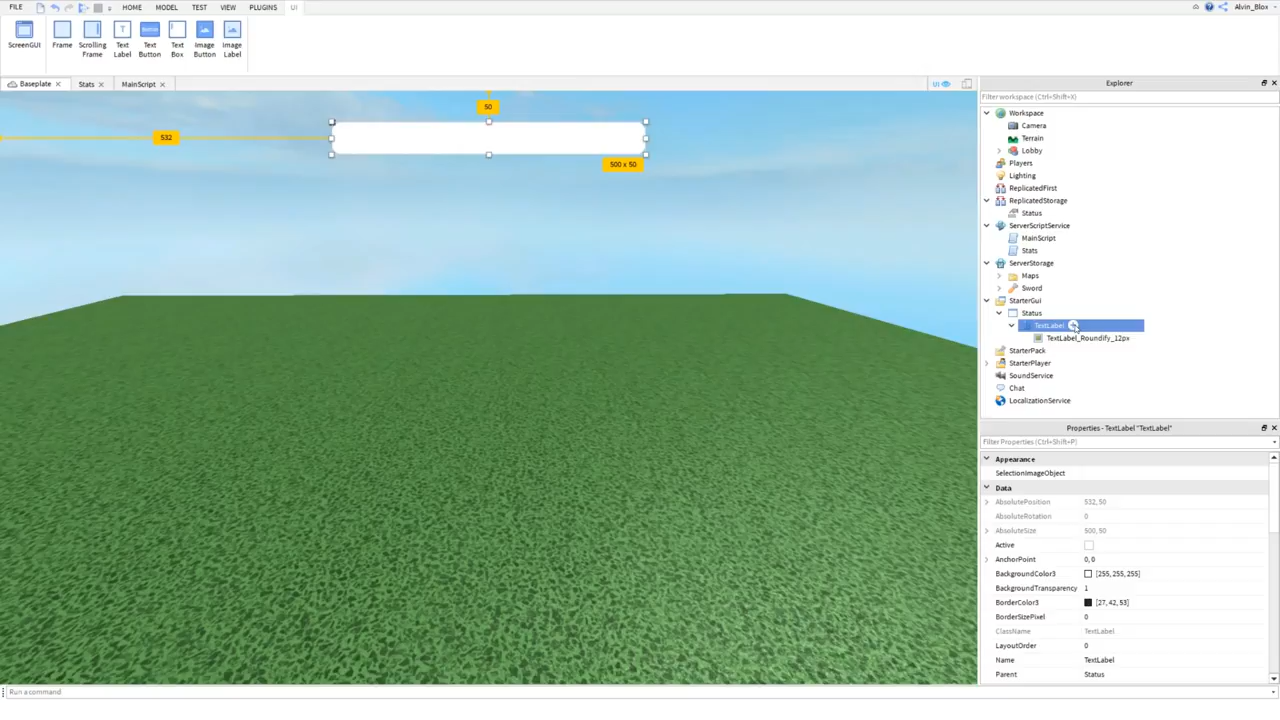 FILE HOME MODEL TEST VIEW PLUGINS UI Alvin_Blox
ScreenGUI Frame Scrolling Frame Text Label Text Button Text Box Image Button Image Label
Button
T
Baseplate Stats MainScript UI
Explorer
Filter workspace (Ctrl+Shift+X)
50
532
500 x 50
Workspace
Camera
Terrain
Lobby
Players
Lighting
ReplicatedFirst
ReplicatedStorage
Status
ServerScriptService
MainScript
Stats
ServerStorage
Maps
Sword
StarterGui
Status
TextLabel
TextLabel_Roundify_12px
StarterPack
StarterPlayer
SoundService
Chat
LocalizationService
Properties - TextLabel "TextLabel"
Filter Properties (Ctrl+Shift+P)
Appearance
SelectionImageObject
Data
AbsolutePosition 532, 50
AbsoluteRotation 0
AbsoluteSize 500, 50
Active
AnchorPoint 0, 0
BackgroundColor3 [255, 255, 255]
BackgroundTransparency 1
BorderColor3 [27, 42, 53]
BorderSizePixel 0
ClassName TextLabel
LayoutOrder 0
Name TextLabel
Parent Status
Run a command